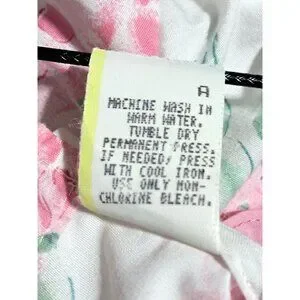 A
MACHINE WASH IN
WARM WATER.
TUMBLE DRY
PERMANENT PRESS.
IF NEEDED/ PRESS
WITH COOL IRON.
USE ONLY NON-
CHLORINE BLEACH.